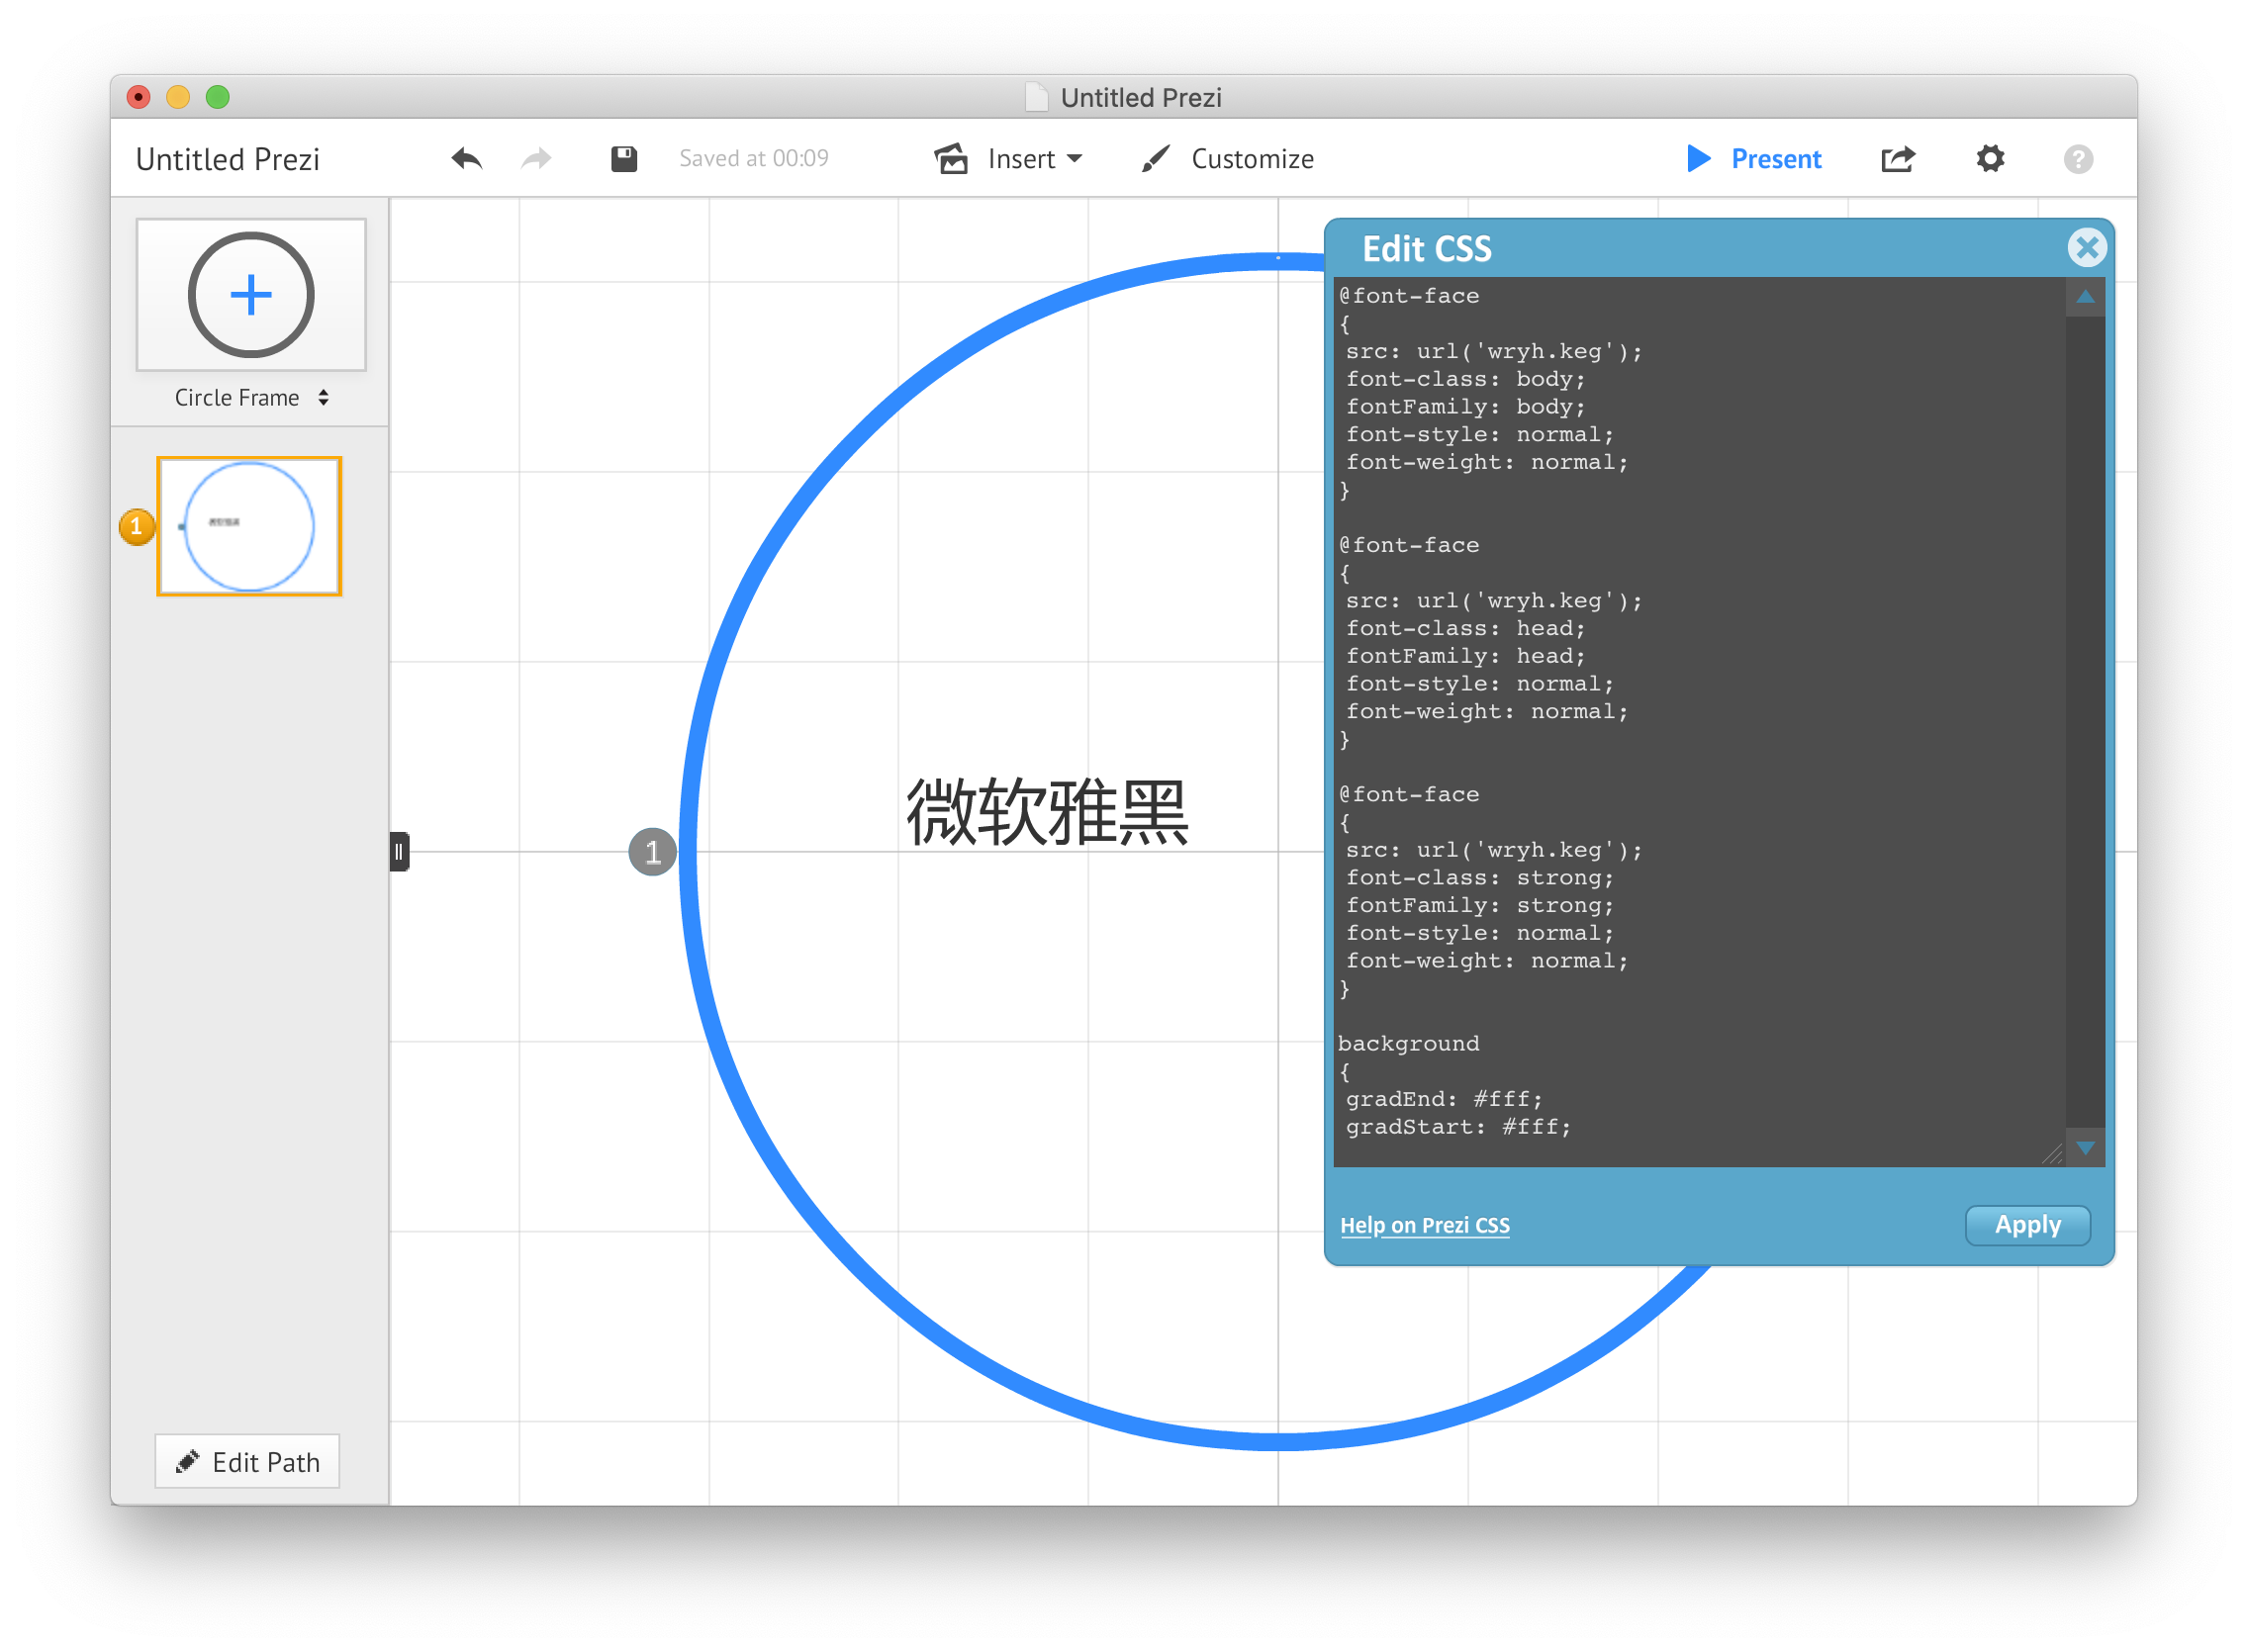 Untitled Prezi
Untitled Prezi
Saved at 00:09
Insert
Customize
Present
?
Circle Frame
1
Edit Path
1
微软雅黑
Edit CSS
@font-face
{
src: url('wryh.keg');
font-class: body;
fontFamily: body;
font-style: normal;
font-weight: normal;
}
@font-face
{
src: url('wryh.keg');
font-class: head;
fontFamily: head;
font-style: normal;
font-weight: normal;
}
@font-face
{
src: url('wryh.keg');
font-class: strong;
fontFamily: strong;
font-style: normal;
font-weight: normal;
}
background
{
gradEnd: #fff;
gradStart: #fff;
Help on Prezi CSS
Apply